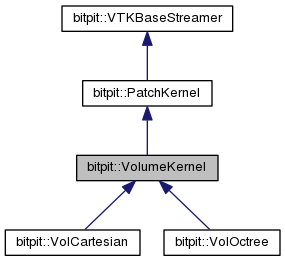 bitpit::VTKBaseStreamer
bitpit::PatchKernel
bitpit::VolumeKernel
bitpit::VolCartesian
bitpit::VolOctree